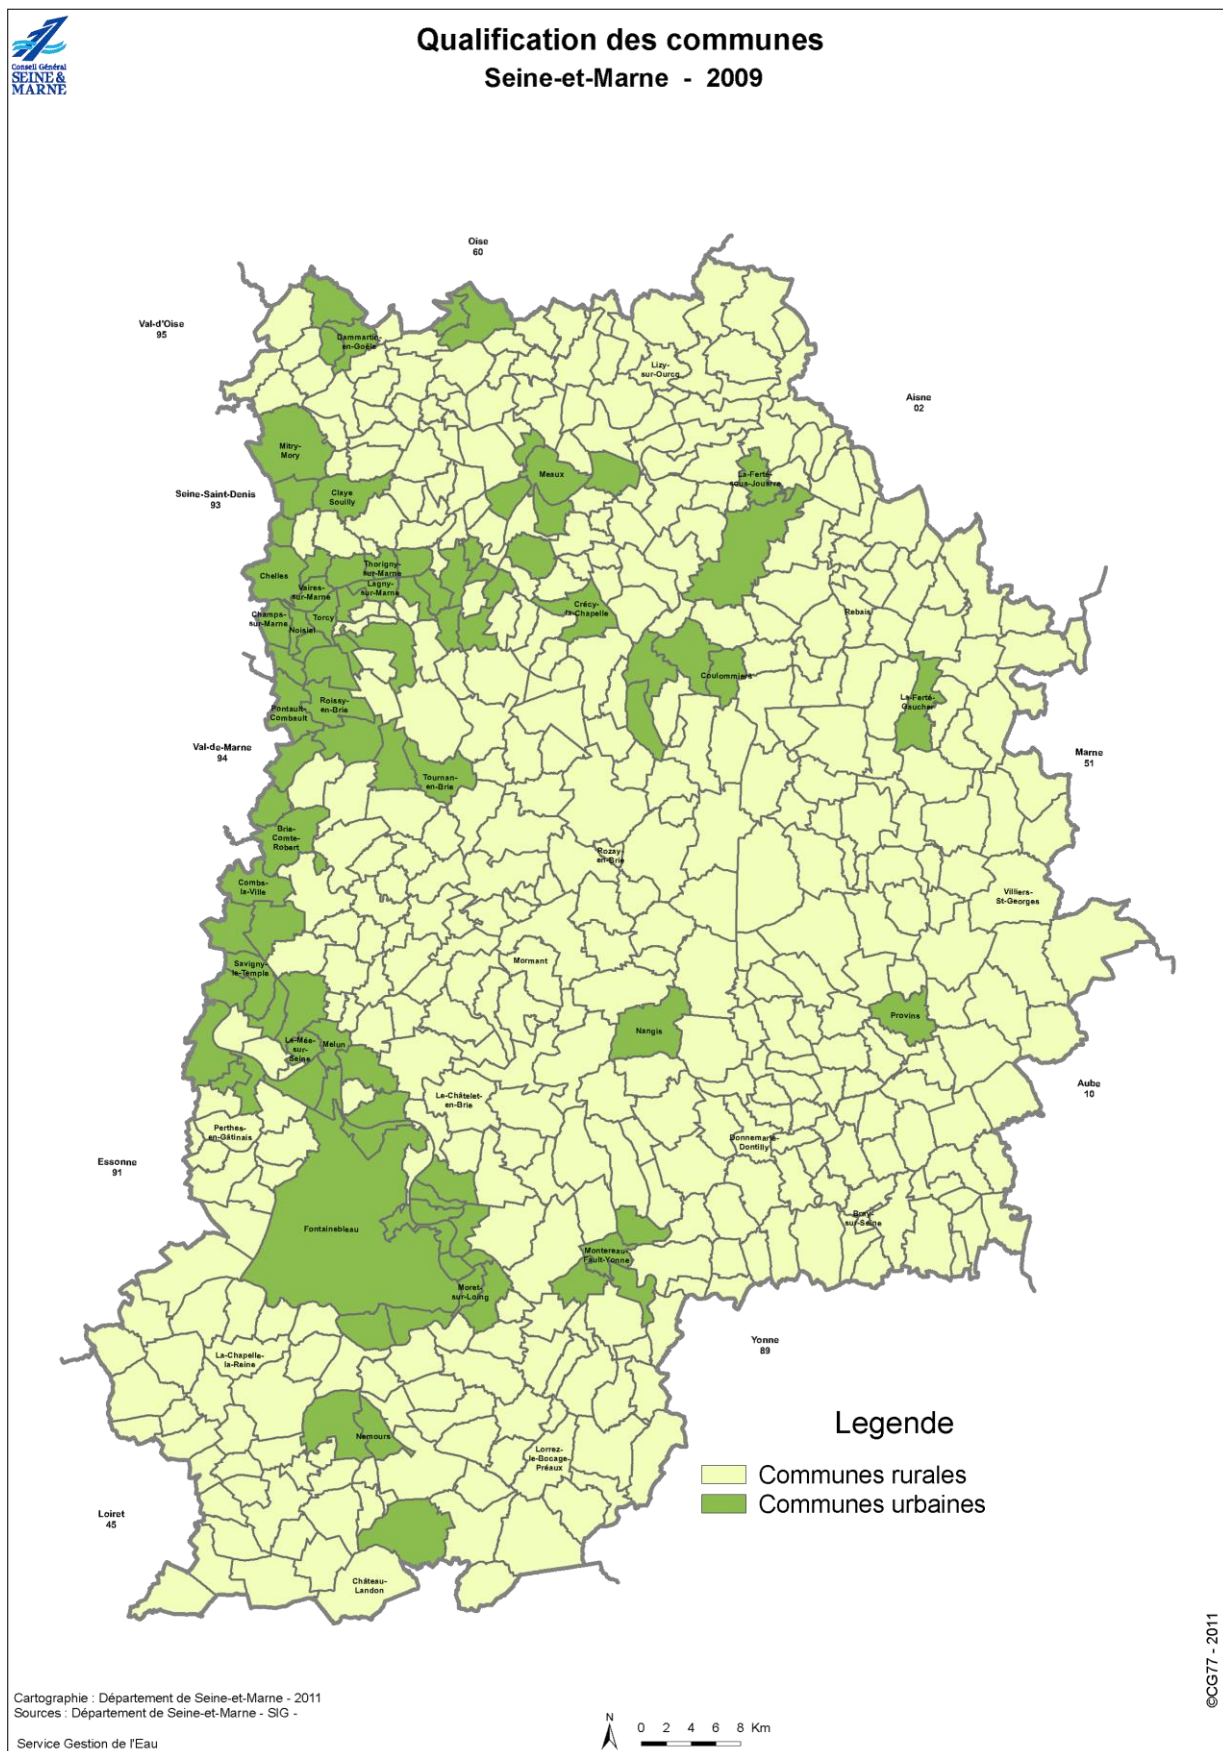 Conseil Général
SEINE &
MARNE
Qualification des communes
Seine-et-Marne - 2009
Oise
60
Val-d'Oise
95
Dammartin-
en-Goële
Lizy-
sur-Ourcq
Aisne
02
Mitry-
Mory
Meaux
La-Ferté-
sous-Jouarre
Seine-Saint-Denis
93
Claye
Souilly
Chelles
Thorigny-
sur-Marne
Vaires-
sur-Marne
Lagny-
sur-Marne
Champs-
sur-Marne
Torcy
Noisiel
Crécy-
la-Chapelle
Rebais
Coulommiers
La-Ferté-
Gaucher
Roissy-
en-Brie
Pontault-
Combault
Val-de-Marne
94
Marne
51
Tournan-
en-Brie
Brie-
Comte-
Robert
Rozay-
en-Brie
Combs-
la-Ville
Villiers-
St-Georges
Savigny-
le-Temple
Mormant
Nangis
Provins
Le-Mée-
sur-
Seine
Melun
Le-Châtelet-
en-Brie
Aube
10
Perthes-
en-Gâtinais
Donnemarie-
Dontilly
Essonne
91
Fontainebleau
Bray-
sur-Seine
Montereau-
Fault-Yonne
Moret-
sur-Loing
Yonne
89
La-Chapelle-
la-Reine
Nemours
Lorrez-
le-Bocage-
Préaux
Legende
Communes rurales
Communes urbaines
Loiret
45
Château-
Landon
©CG77 - 2011
Cartographie : Département de Seine-et-Marne - 2011
Sources : Département de Seine-et-Marne - SIG -
Service Gestion de l'Eau
N
0 2 4 6 8 Km